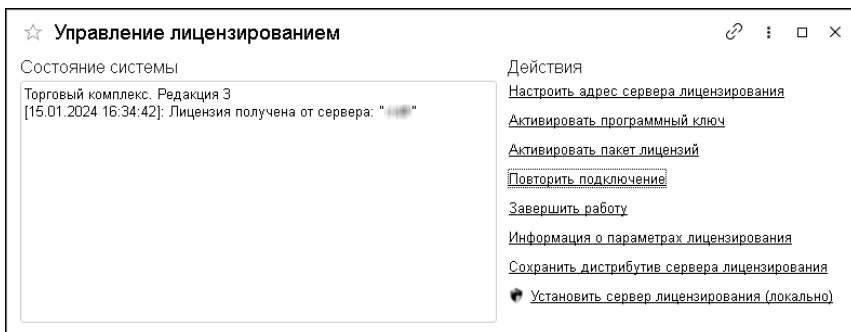 Управление лицензированием
Состояние системы
Торговый комплекс. Редакция 3
[15.01.2024 16:34:42]: Лицензия получена от сервера: " "
Действия
Настроить адрес сервера лицензирования
Активировать программный ключ
Активировать пакет лицензий
Повторить подключение
Завершить работу
Информация о параметрах лицензирования
Сохранить дистрибутив сервера лицензирования
Установить сервер лицензирования (локально)